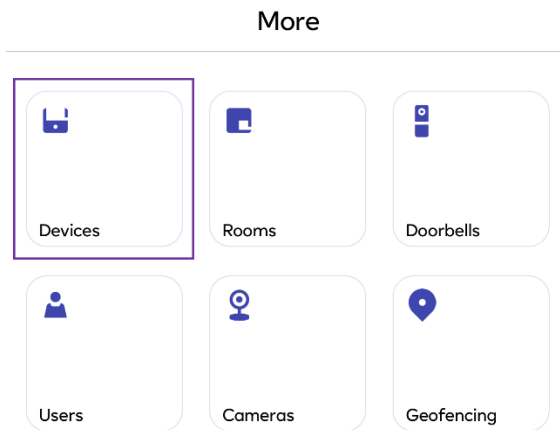 More
Devices
Rooms
Doorbells
Users
Cameras
Geofencing